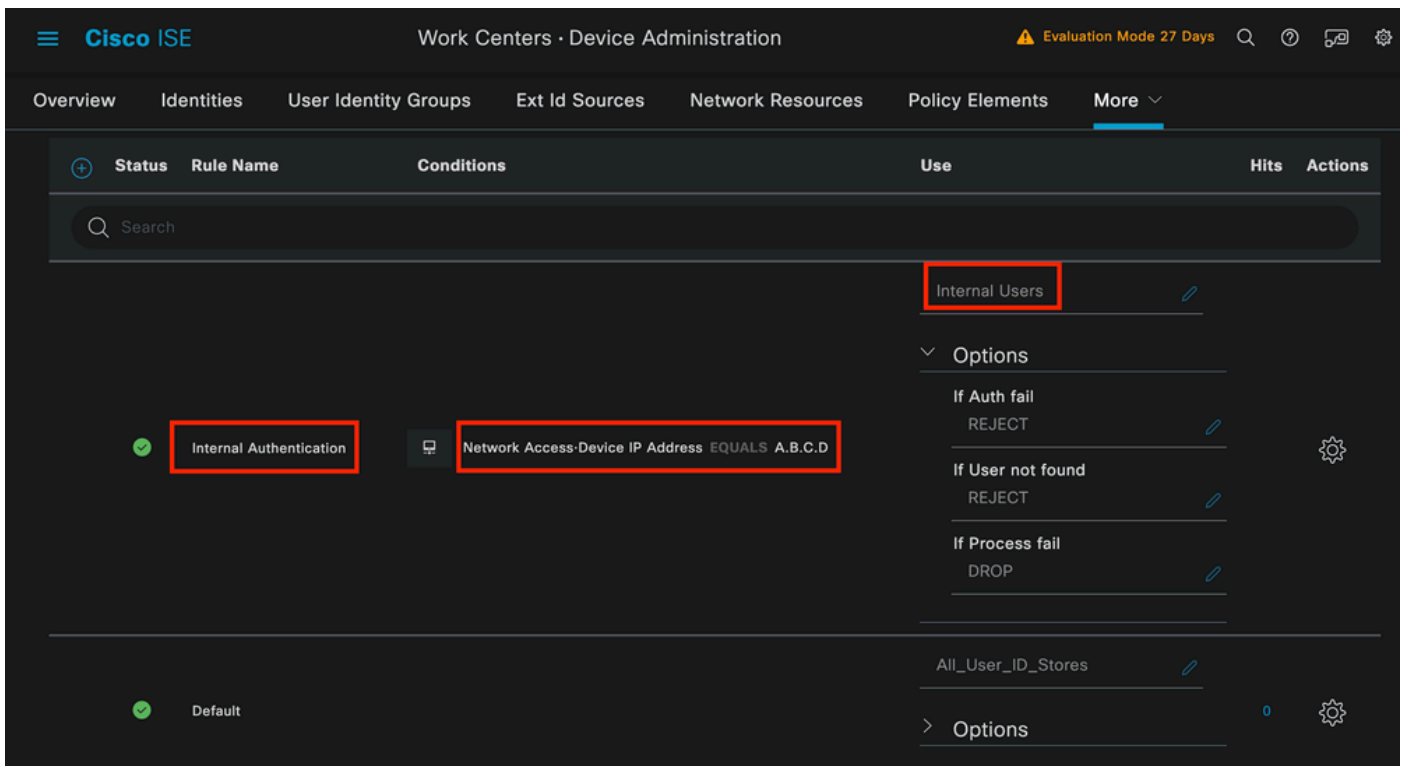 Cisco ISE
Work Centers · Device Administration
Evaluation Mode 27 Days
Overview Identities User Identity Groups Ext Id Sources Network Resources Policy Elements More
Status Rule Name Conditions Use Hits Actions
Search
Internal Users
Options
If Auth fail
REJECT
Internal Authentication Network Access·Device IP Address EQUALS A.B.C.D
If User not found
REJECT
If Process fail
DROP
All_User_ID_Stores
Default 0
Options